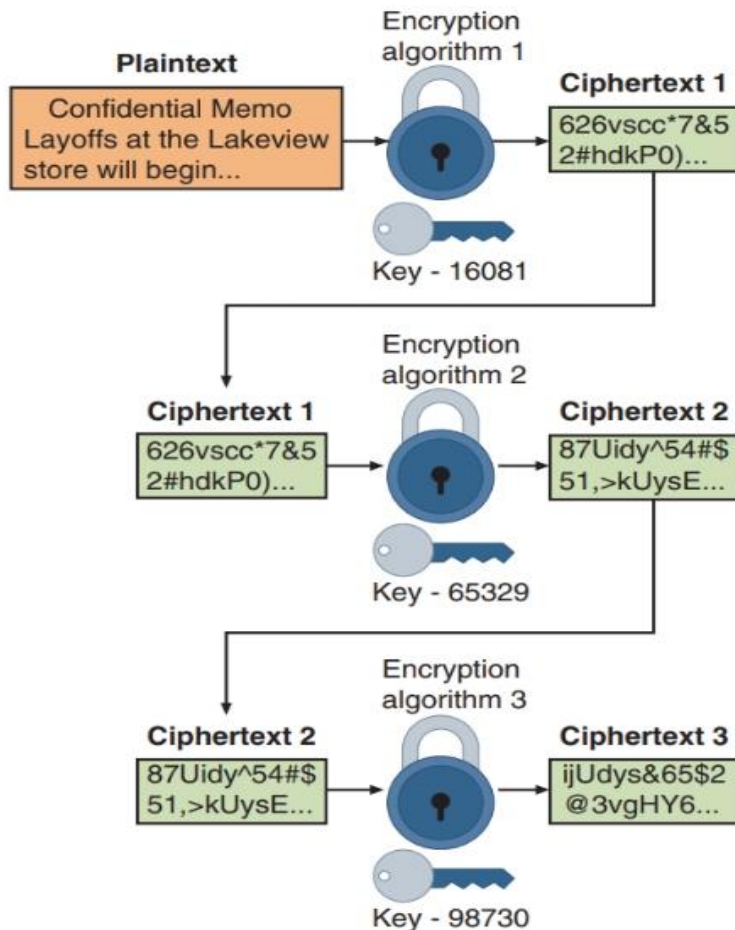 Encryption
algorithm 1
Plaintext
Ciphertext 1
Confidential Memo
Layoffs at the Lakeview
store will begin...
626vscc*7&5
2#hdkP0)...
Key - 16081
Encryption
algorithm 2
Ciphertext 1
Ciphertext 2
626vscc*7&5
2#hdkP0)...
87Uidy^54#$
51,>kUysE...
Key - 65329
Encryption
algorithm 3
Ciphertext 2
Ciphertext 3
87Uidy^54#$
51,>kUysE...
ijUdys&65$2
@3vgHY6...
Key - 98730